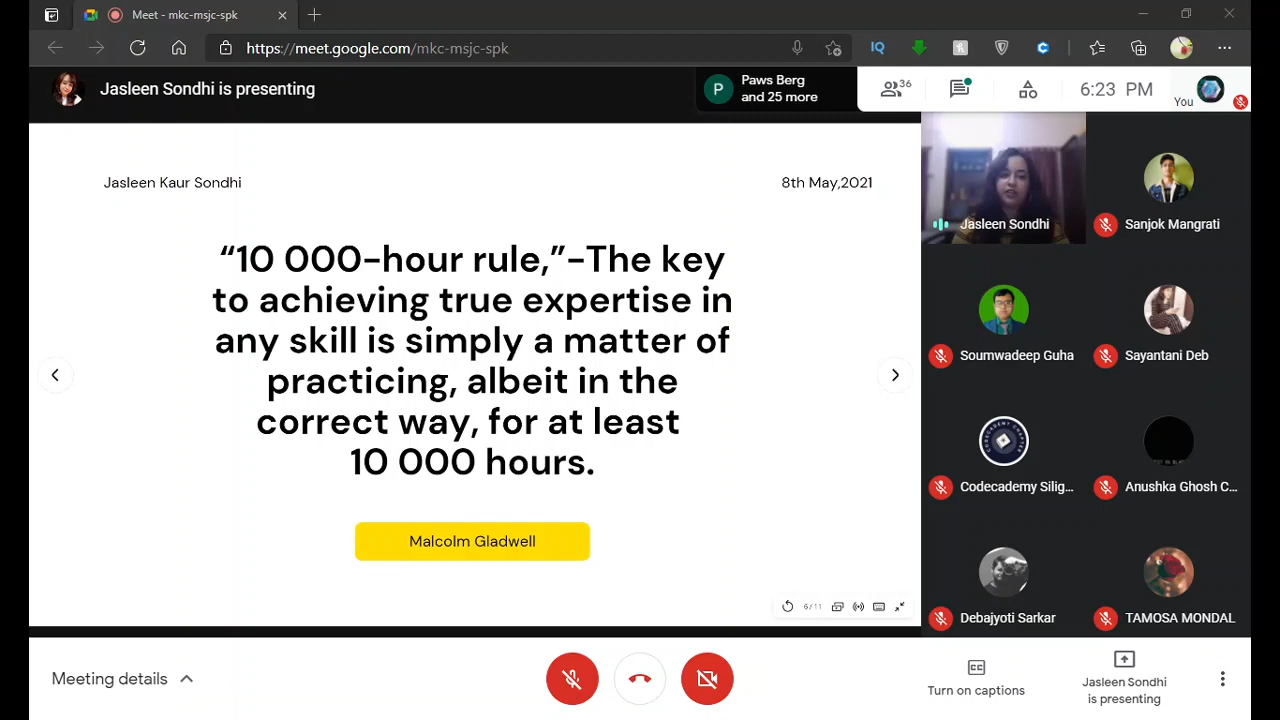 Meet - mkc-msjc-spk
https://meet.google.com/mkc-msjc-spk
IQ
Jasleen Sondhi is presenting
P
Paws Berg
and 25 more
36
6:23 PM
You
Jasleen Kaur Sondhi
8th May,2021
“10 000-hour rule,”-The key
to achieving true expertise in
any skill is simply a matter of
practicing, albeit in the
correct way, for at least
10 000 hours.
Malcolm Gladwell
6/11
Jasleen Sondhi
Sanjok Mangrati
Soumwadeep Guha
Sayantani Deb
Codecademy Silig...
Anushka Ghosh C...
Debajyoti Sarkar
TAMOSA MONDAL
Meeting details
CC
Turn on captions
Jasleen Sondhi
is presenting